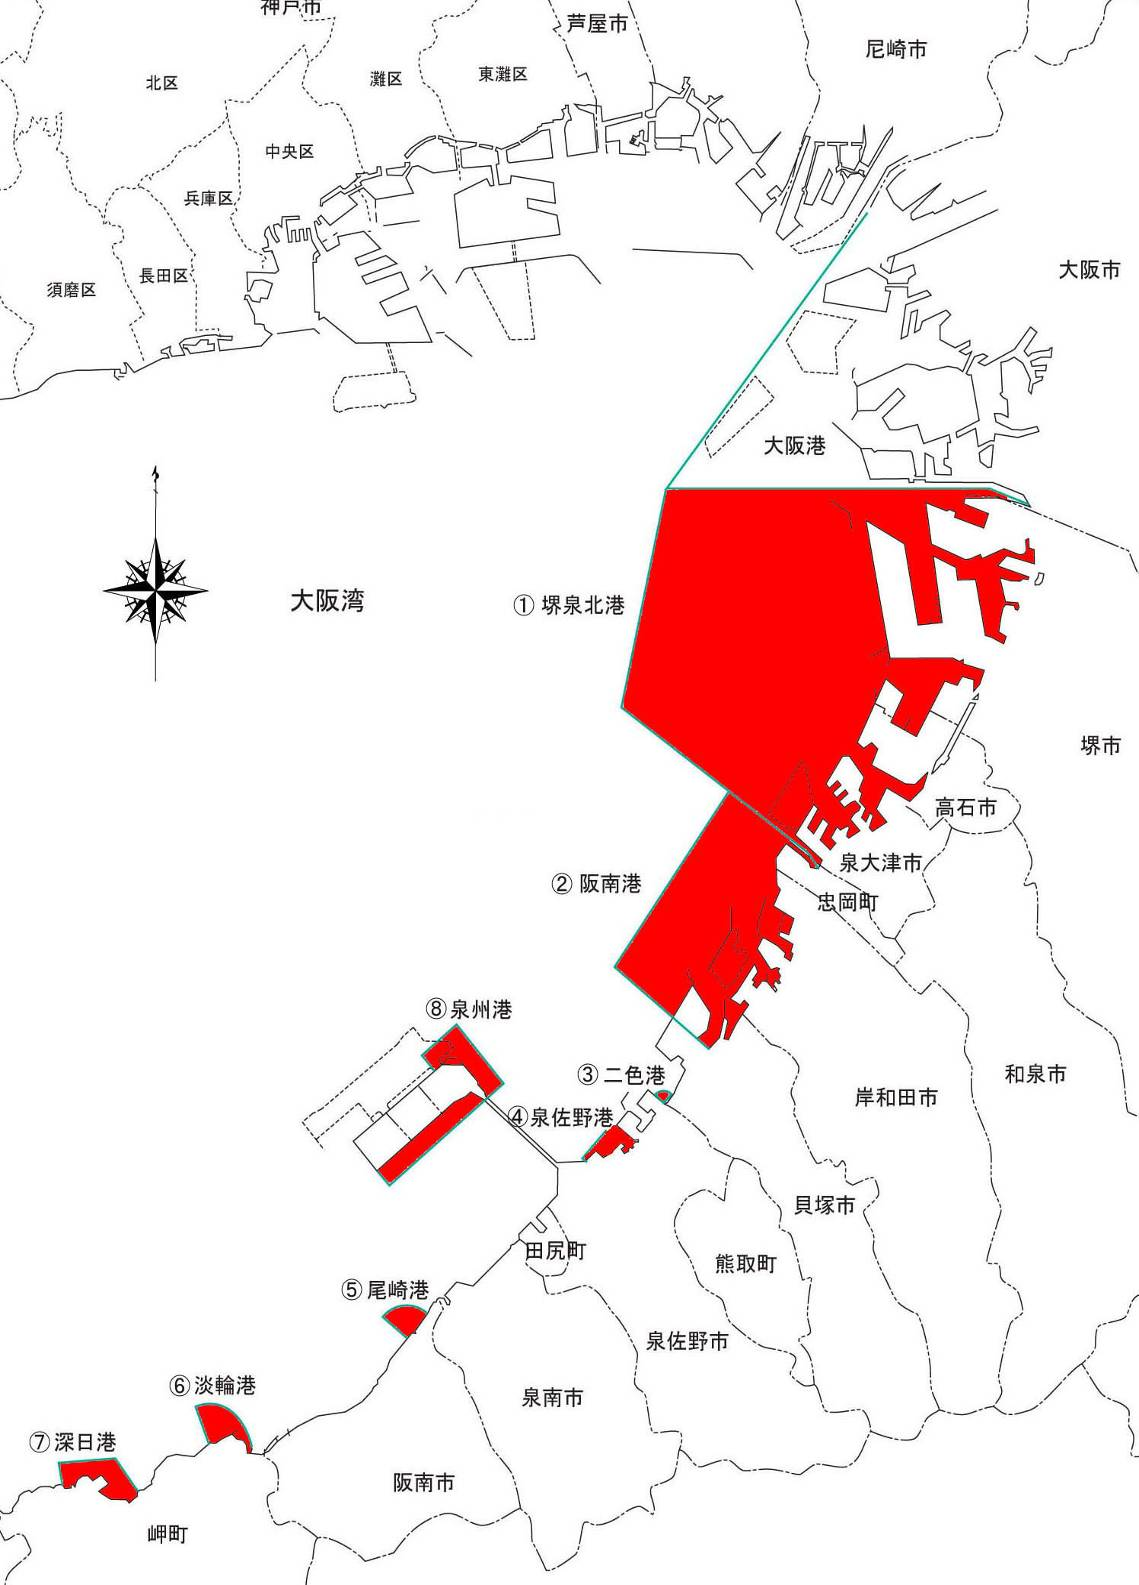 神戸市
芦屋市
尼崎市
北区
灘区
東灘区
中央区
兵庫区
長田区
須磨区
大阪市
大阪港
大阪湾
① 堺泉北港
堺市
高石市
泉大津市
② 阪南港
忠岡町
⑧ 泉州港
③ 二色港
和泉市
岸和田市
④ 泉佐野港
貝塚市
田尻町
熊取町
⑤ 尾崎港
泉佐野市
⑥ 淡輪港
泉南市
⑦ 深日港
阪南市
岬町